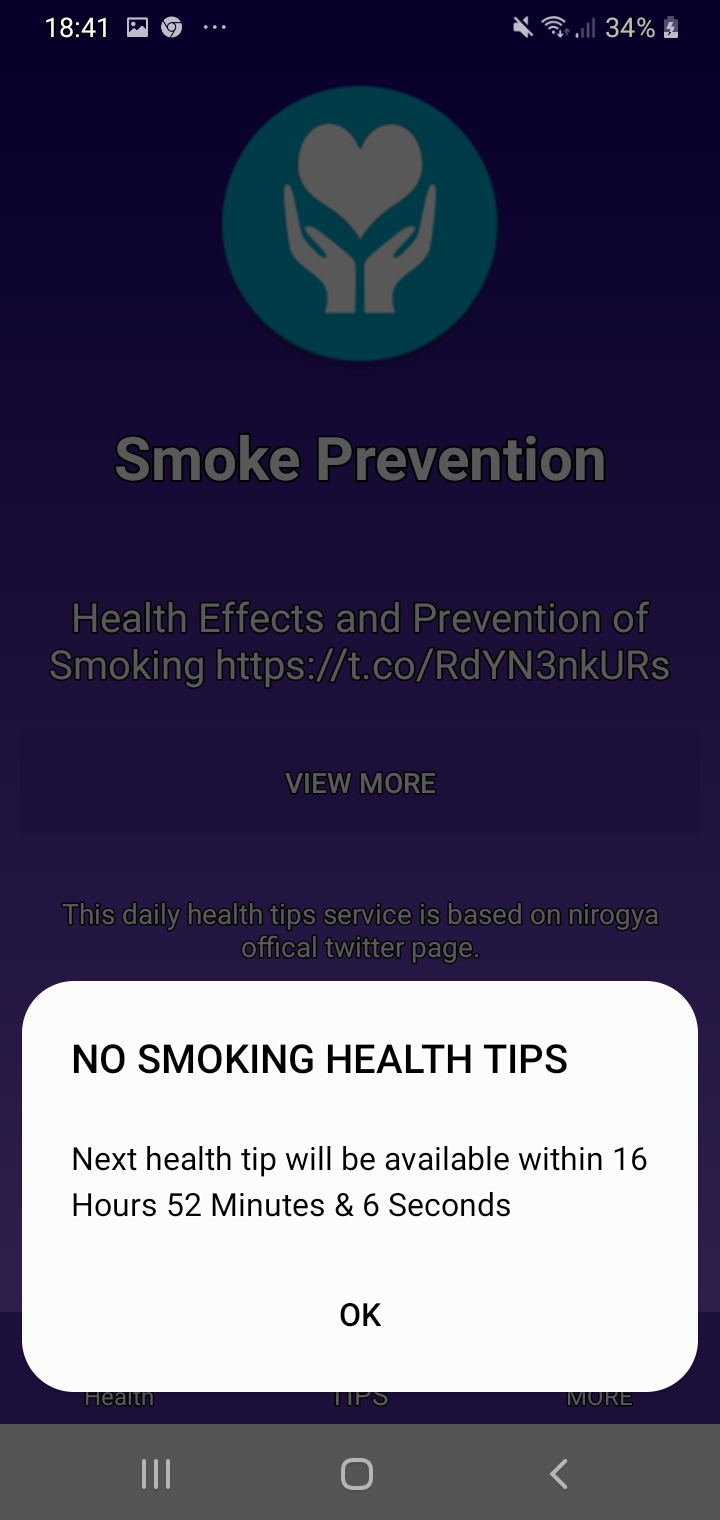 18:41
34%
Smoke Prevention
Health Effects and Prevention of
Smoking https://t.co/RdYN3nkURs
VIEW MORE
This daily health tips service is based on nirogya
offical twitter page.
NO SMOKING HEALTH TIPS
Next health tip will be available within 16
Hours 52 Minutes & 6 Seconds
OK
Health TIPS MORE